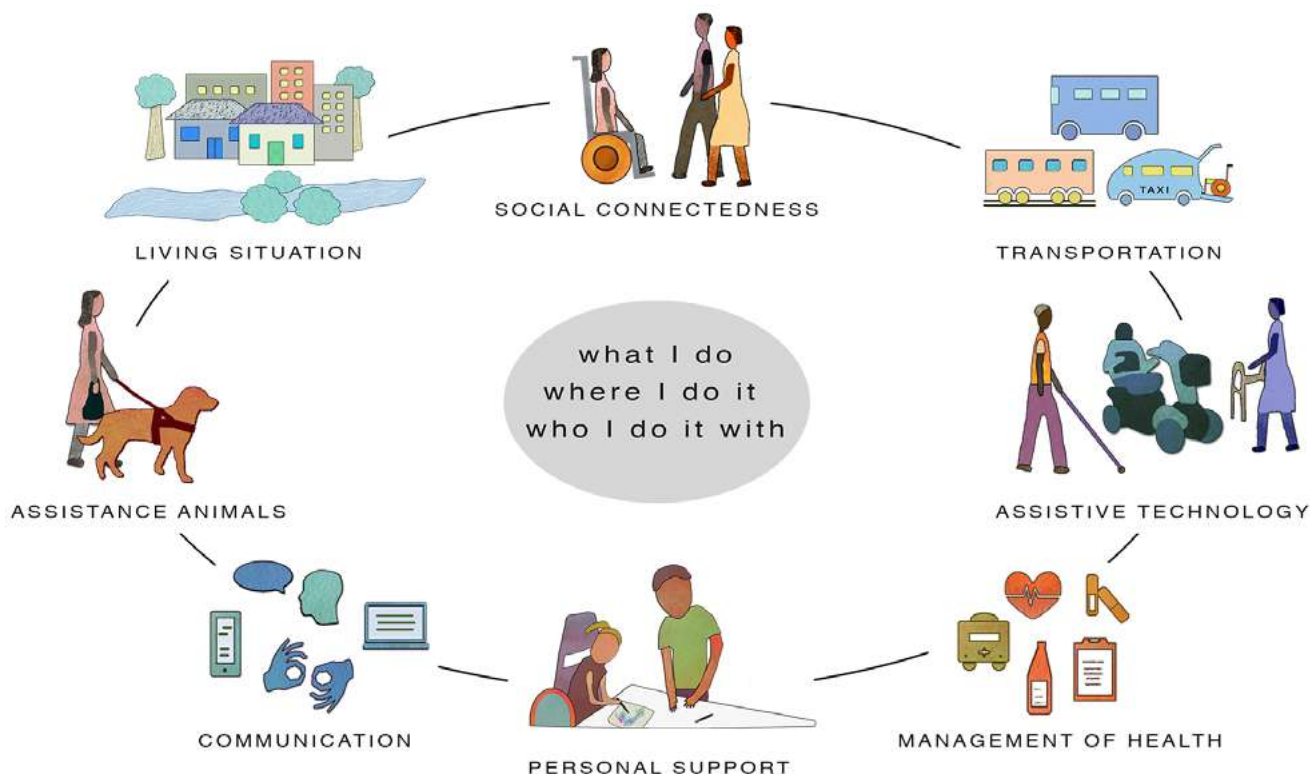 SOCIAL CONNECTEDNESS
LIVING SITUATION
TRANSPORTATION
TAXI
what I do
where I do it
who I do it with
ASSISTANCE ANIMALS
ASSISTIVE TECHNOLOGY
COMMUNICATION
PERSONAL SUPPORT
MANAGEMENT OF HEALTH